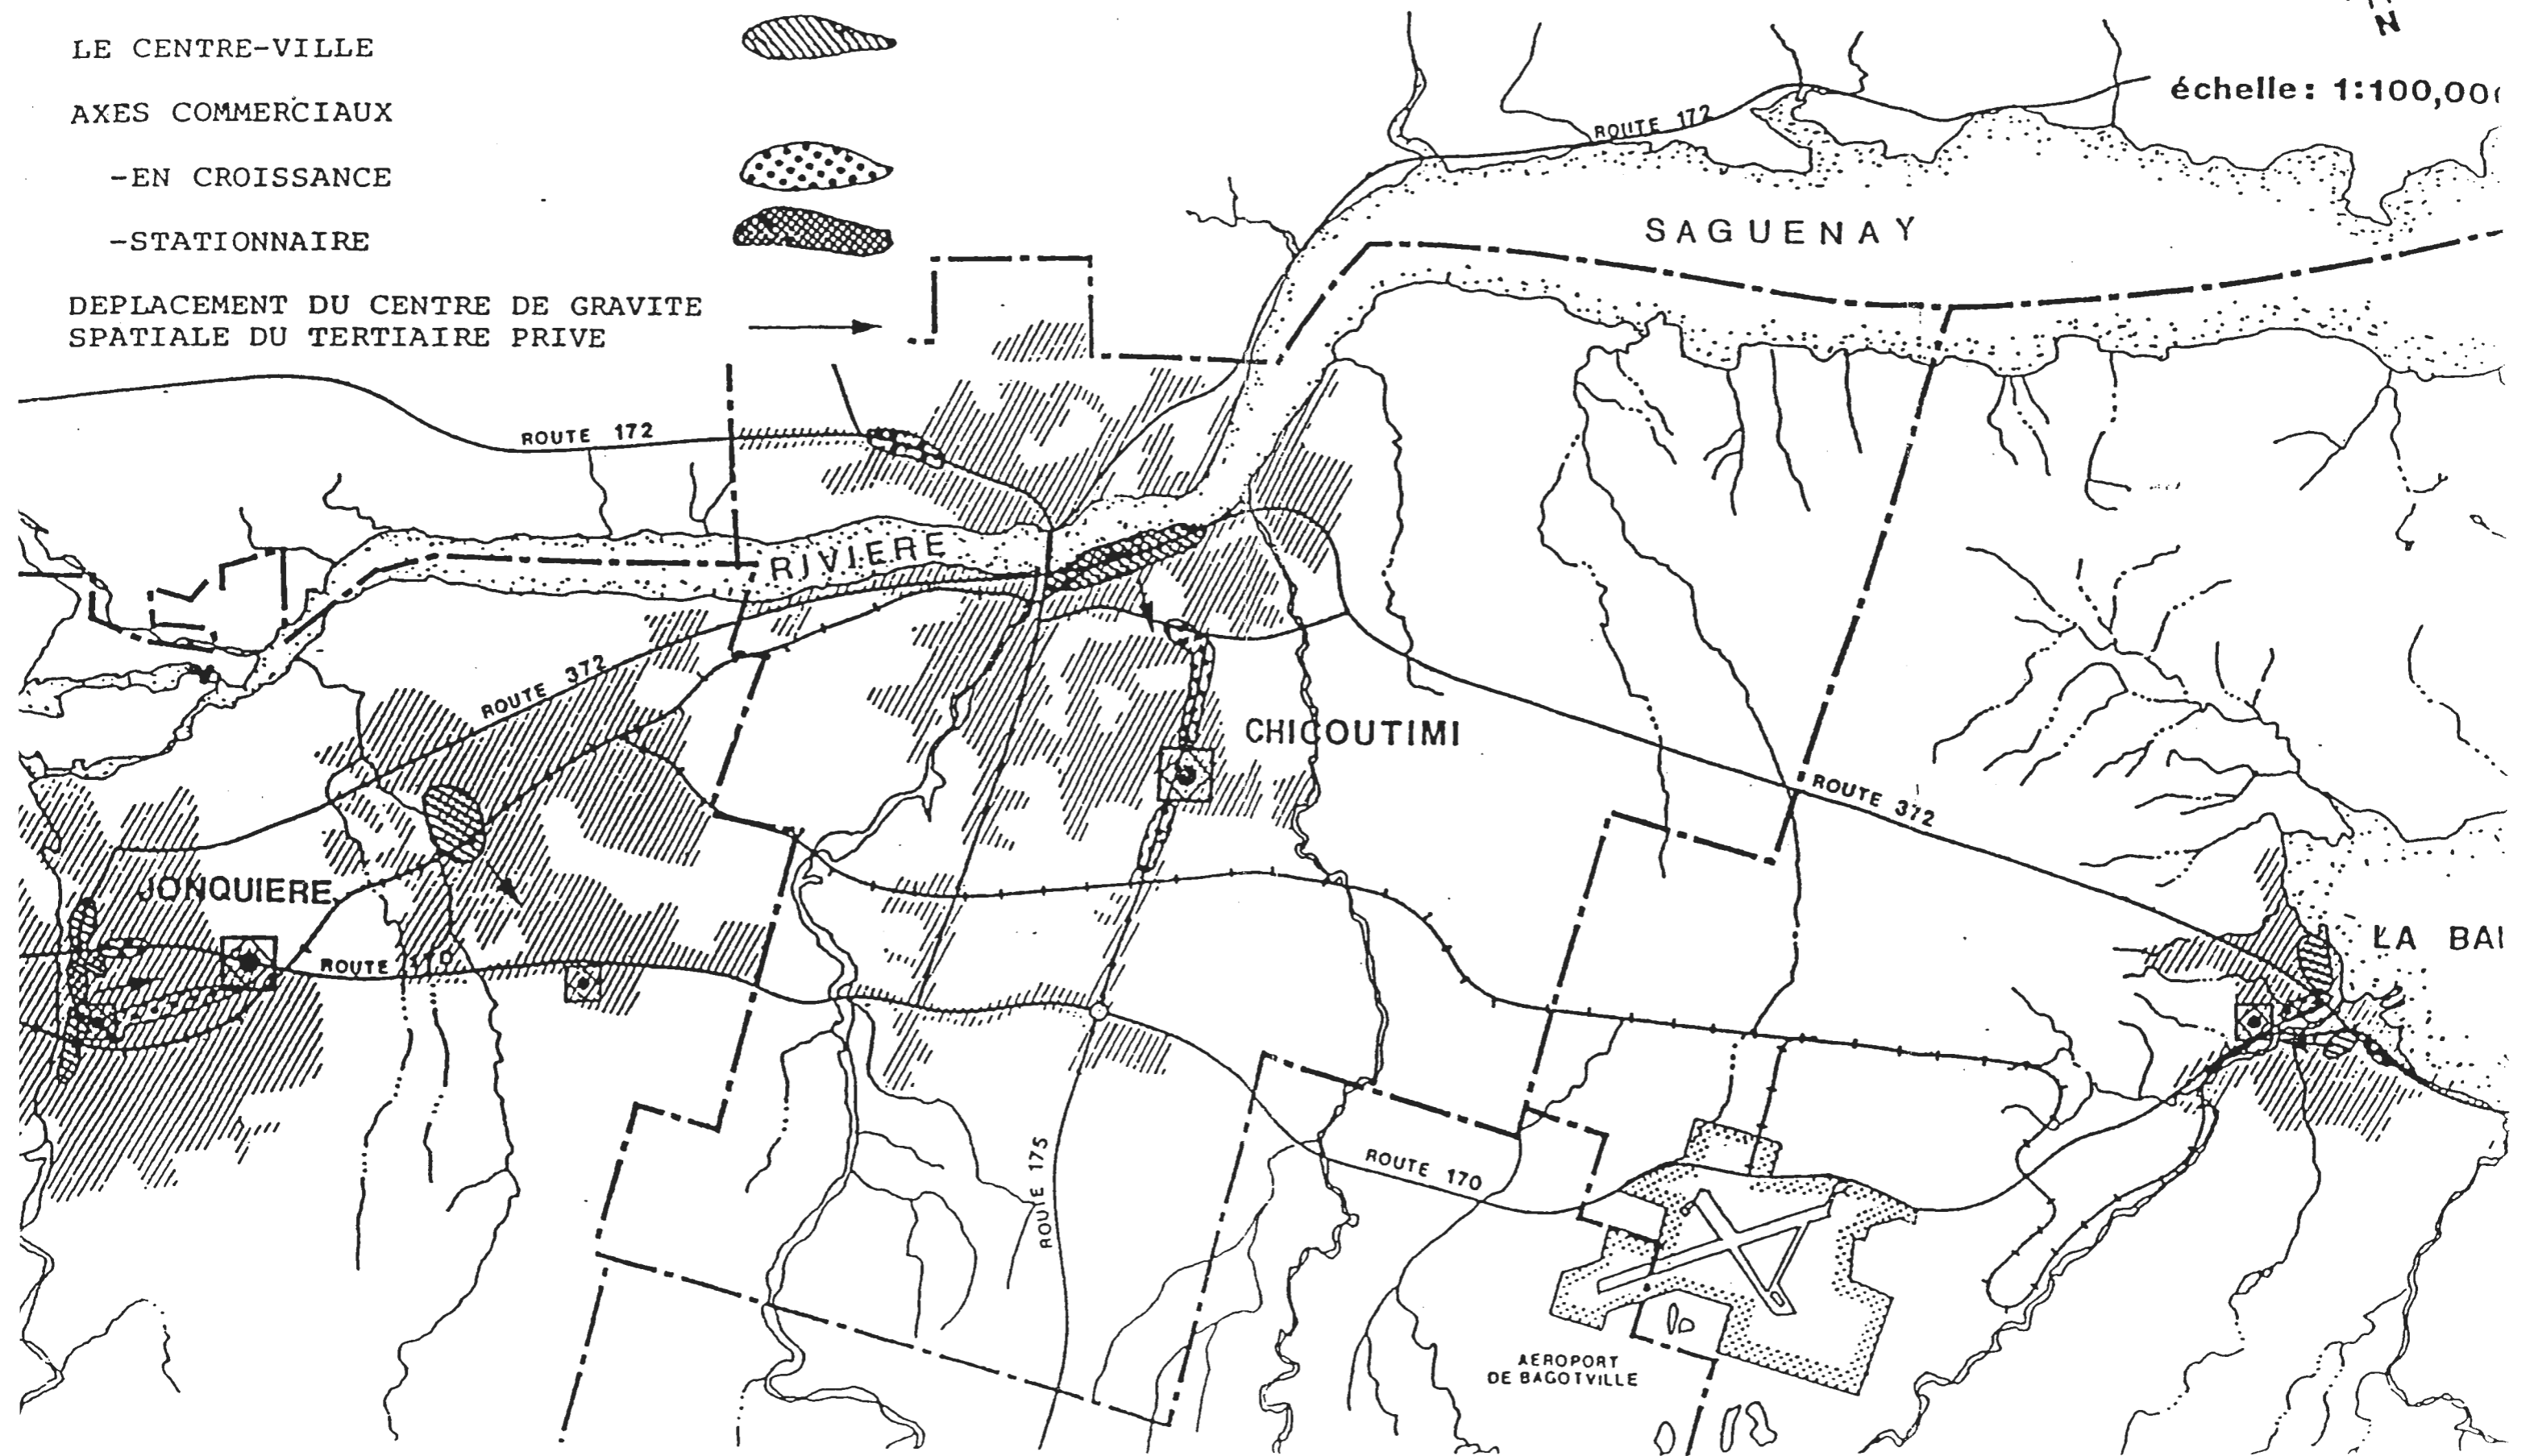 N
LE CENTRE-VILLE
échelle: 1:100,00
AXES COMMERCIAUX
ROUTE 172
-EN CROISSANCE
SAGUENAY
-STATIONNAIRE
DEPLACEMENT DU CENTRE DE GRAVITE
SPATIALE DU TERTIAIRE PRIVE
ROUTE 172
RIVIERE
ROUTE 372
CHICOUTIMI
ROUTE 372
JONQUIERE
LA BAI
ROUTE
ROUTE 175
ROUTE 170
AEROPORT
DE BAGOTVILLE